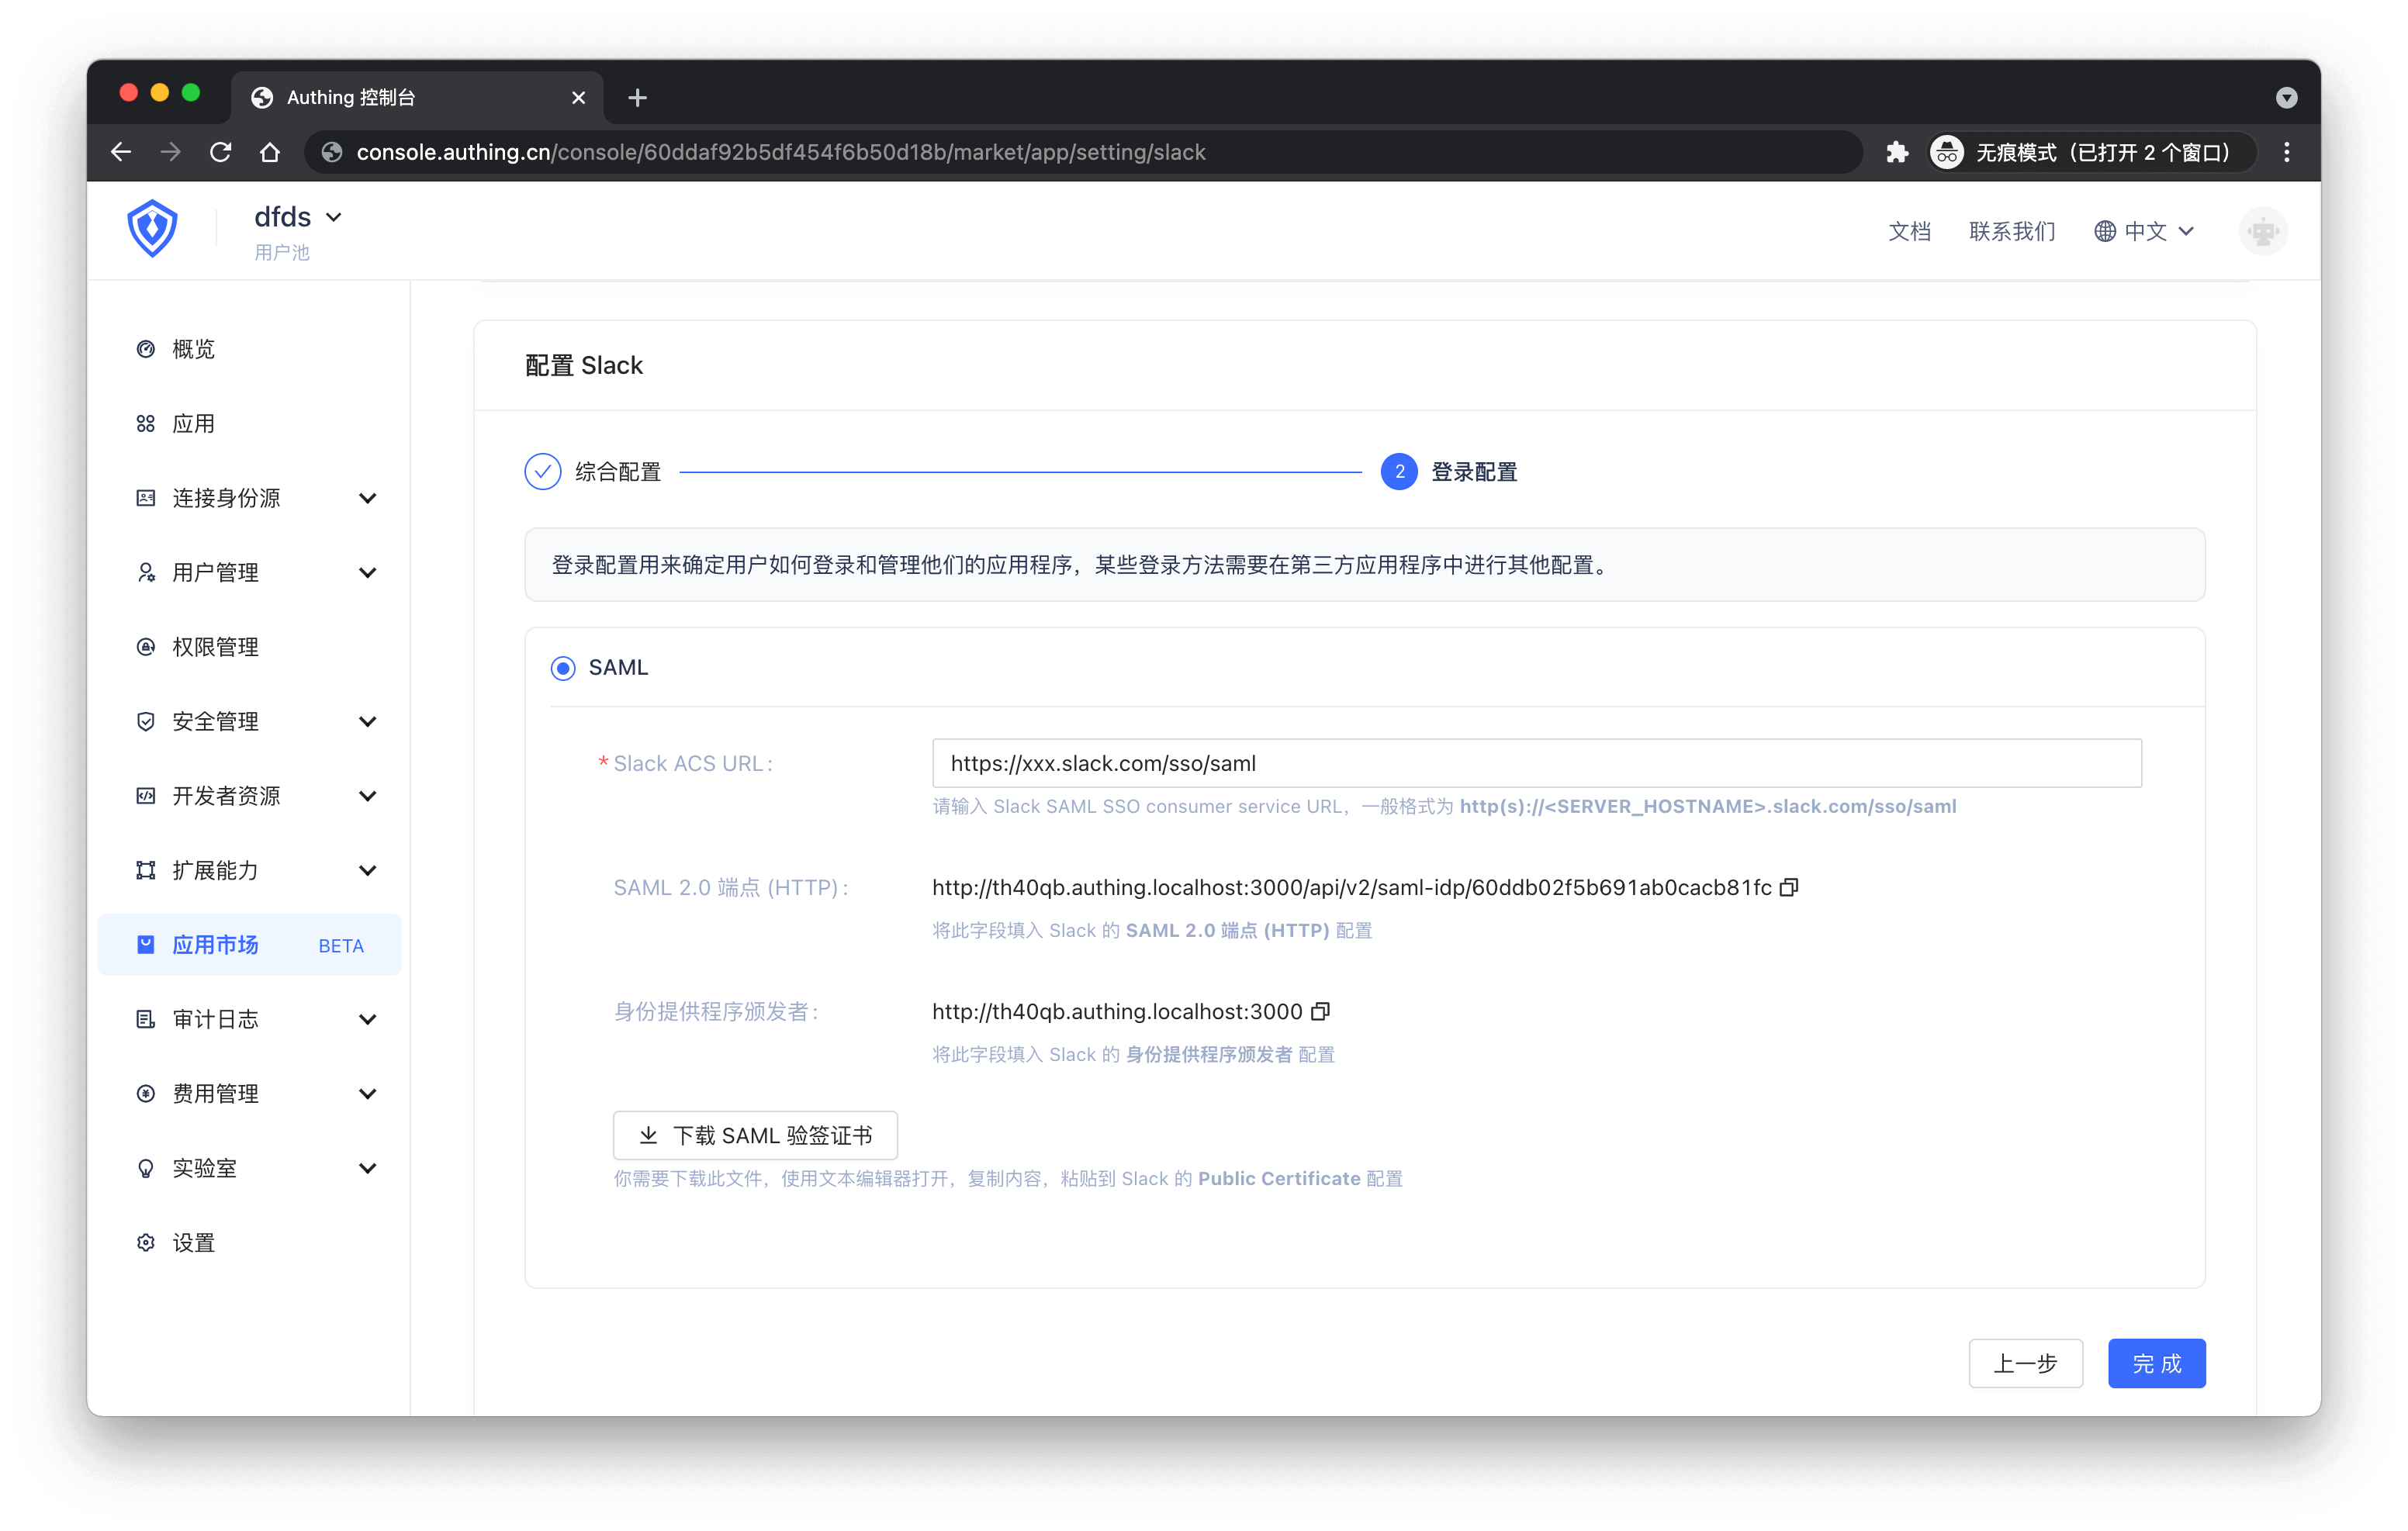 Authing 控制台
console.authing.cn/console/60ddaf92b5df454f6b50d18b/market/app/setting/slack
无痕模式（已打开 2 个窗口）
dfds
用户池
文档
联系我们
中文
概览
应用
连接身份源
用户管理
权限管理
安全管理
开发者资源
扩展能力
应用市场 BETA
审计日志
费用管理
实验室
设置
配置 Slack
综合配置
2 登录配置
登录配置用来确定用户如何登录和管理他们的应用程序，某些登录方法需要在第三方应用程序中进行其他配置。
SAML
* Slack ACS URL: https://xxx.slack.com/sso/saml
请输入 Slack SAML SSO consumer service URL，一般格式为 http(s)://<SERVER_HOSTNAME>.slack.com/sso/saml
SAML 2.0 端点 (HTTP): http://th40qb.authing.localhost:3000/api/v2/saml-idp/60ddb02f5b691ab0cacb81fc
将此字段填入 Slack 的 SAML 2.0 端点 (HTTP) 配置
身份提供程序颁发者: http://th40qb.authing.localhost:3000
将此字段填入 Slack 的 身份提供程序颁发者 配置
下载 SAML 验签证书
你需要下载此文件，使用文本编辑器打开，复制内容，粘贴到 Slack 的 Public Certificate 配置
上一步
完成